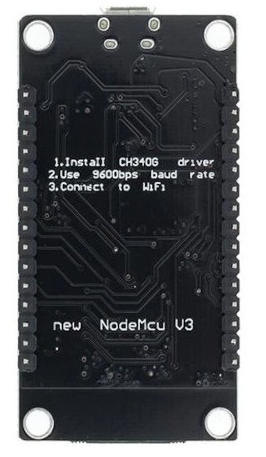 1.Install CH340G driver
2.Use 9600bps baud rate
3.Connect to WiFi
new NodeMcu V3